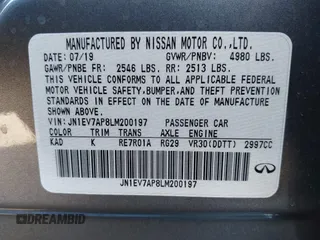 MANUFACTURED BY NISSAN MOTOR CO.,LTD.
DATE: 07/19 GVWR/PNBV: 4980 LBS.
GAWR/PNBE FR: 2546 LBS. RR: 2513 LBS.
THIS VEHICLE CONFORMS TO ALL APPLICABLE FEDERAL
MOTOR VEHICLE SAFETY,BUMPER,AND THEFT PREVENTION
STANDARDS IN EFFECT ON THE DATE OF MANUFACTURE
SHOWN ABOVE.
VIN: JN1EV7AP8LM200197 PASSENGER CAR
COLOR TRIM TRANS AXLE ENGINE
KAD K RE7R01A RG29 VR30(DDTT) 2997CC
JN1EV7AP8LM200197
DREAMBID